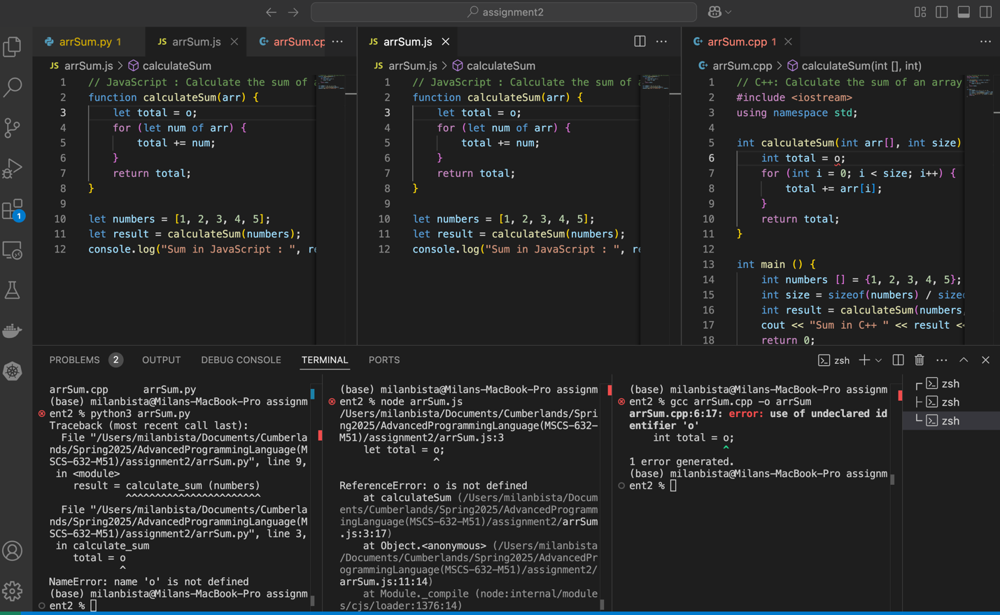 assignment2
arrSum.py 1
JS arrSum.js
arrSum.cp
JS arrSum.js > calculateSum
1 // JavaScript : Calculate the sum of a
2 function calculateSum(arr) {
3 let total = o;
4 for (let num of arr) {
5 total += num;
6 }
7 return total;
8 }
9
10 let numbers = [1, 2, 3, 4, 5];
11 let result = calculateSum(numbers);
12 console.log("Sum in JavaScript : ", re
JS arrSum.js
JS arrSum.js > calculateSum
1 // JavaScript : Calculate the sum of a
2 function calculateSum(arr) {
3 let total = o;
4 for (let num of arr) {
5 total += num;
6 }
7 return total;
8 }
9
10 let numbers = [1, 2, 3, 4, 5];
11 let result = calculateSum(numbers);
12 console.log("Sum in JavaScript : ", re
arrSum.cpp 1
arrSum.cpp > calculateSum(int [], int)
1 // C++: Calculate the sum of an array
2 #include <iostream>
3 using namespace std;
4
5 int calculateSum(int arr[], int size)
6 int total = o;
7 for (int i = 0; i < size; i++) {
8 total += arr[i];
9 }
10 return total;
11 }
12
13 int main () {
14 int numbers [] = {1, 2, 3, 4, 5};
15 int size = sizeof(numbers) / sizeo
16 int result = calculateSum(numbers,
17 cout << "Sum in C++ " << result <<
18 return 0;
1
PROBLEMS 2 OUTPUT DEBUG CONSOLE TERMINAL PORTS
zsh
arrSum.cpp arrSum.py
(base) milanbista@Milans-MacBook-Pro assignm
ent2 % python3 arrSum.py
Traceback (most recent call last):
File "/Users/milanbista/Documents/Cumberla
nds/Spring2025/AdvancedProgrammingLanguage(M
SCS-632-M51)/assignment2/arrSum.py", line 9,
in <module>
result = calculate_sum (numbers)
^^^^^^^^^^^^^^^^^^^^^^^
File "/Users/milanbista/Documents/Cumberla
nds/Spring2025/AdvancedProgrammingLanguage(M
SCS-632-M51)/assignment2/arrSum.py", line 3,
in calculate_sum
total = o
^
NameError: name 'o' is not defined
(base) milanbista@Milans-MacBook-Pro assignm
ent2 %
(base) milanbista@Milans-MacBook-Pro assignm
ent2 % node arrSum.js
/Users/milanbista/Documents/Cumberlands/Spri
ng2025/AdvancedProgrammingLanguage(MSCS-632-
M51)/assignment2/arrSum.js:3
let total = o;
^
ReferenceError: o is not defined
at calculateSum (/Users/milanbista/Docum
ents/Cumberlands/Spring2025/AdvancedProgramm
ingLanguage(MSCS-632-M51)/assignment2/arrSum
.js:3:17)
at Object.<anonymous> (/Users/milanbista
/Documents/Cumberlands/Spring2025/AdvancedPr
ogrammingLanguage(MSCS-632-M51)/assignment2/
arrSum.js:11:14)
at Module._compile (node:internal/module
s/cjs/loader:1376:14)
(base) milanbista@Milans-MacBook-Pro assignm
ent2 % gcc arrSum.cpp -o arrSum
arrSum.cpp:6:17: error: use of undeclared id
entifier 'o'
int total = o;
^
1 error generated.
(base) milanbista@Milans-MacBook-Pro assignm
ent2 %
zsh
zsh
zsh